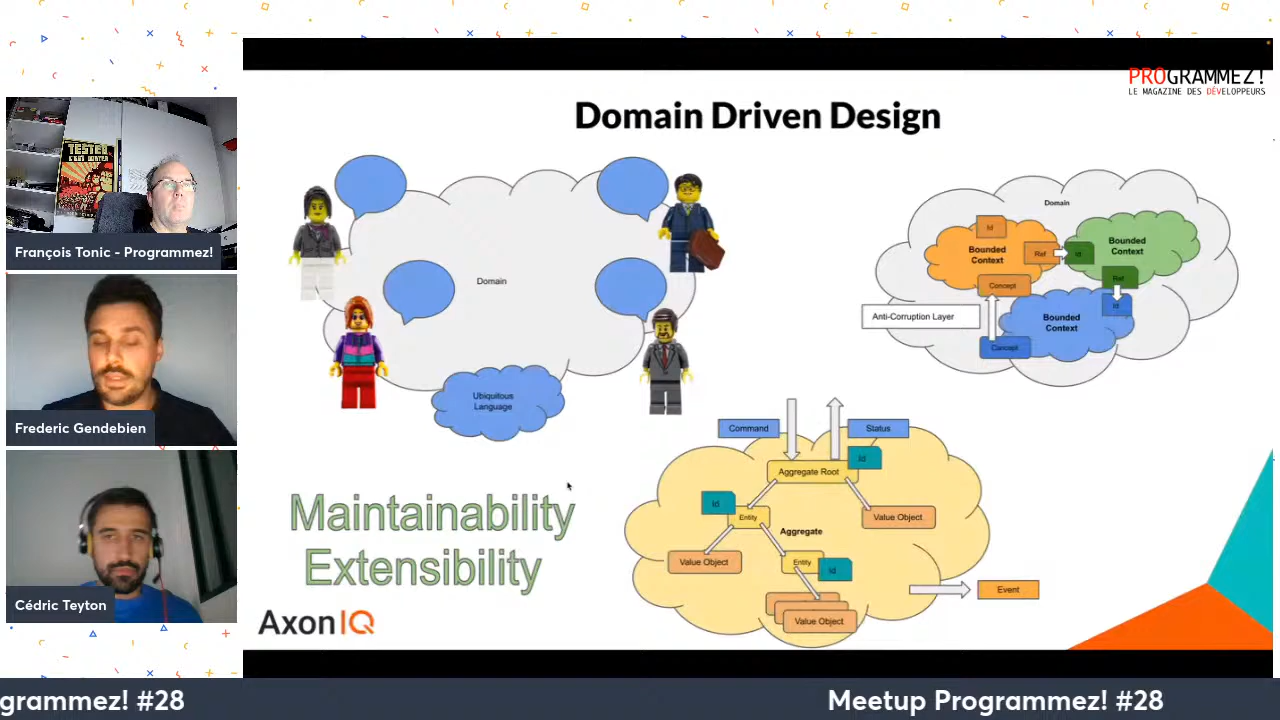 PROGRAMMEZ!
LE MAGAZINE DES DÉVELOPPEURS
Domain Driven Design
TESTER
François Tonic - Programmez!
Frederic Gendebien
Cédric Teyton
Domain
Ubiquitous
Language
Domain
Id
Bounded
Context
Ref
Id
Bounded
Context
Concept
Ref
Id
Anti-Corruption Layer
Bounded
Context
Concept
Command
Status
Id
Aggregate Root
Id
Entity
Value Object
Aggregate
Value Object
Entity
Id
Value Object
Event
Maintainability
Extensibility
AxonIQ
grammez! #28
Meetup Programmez! #28